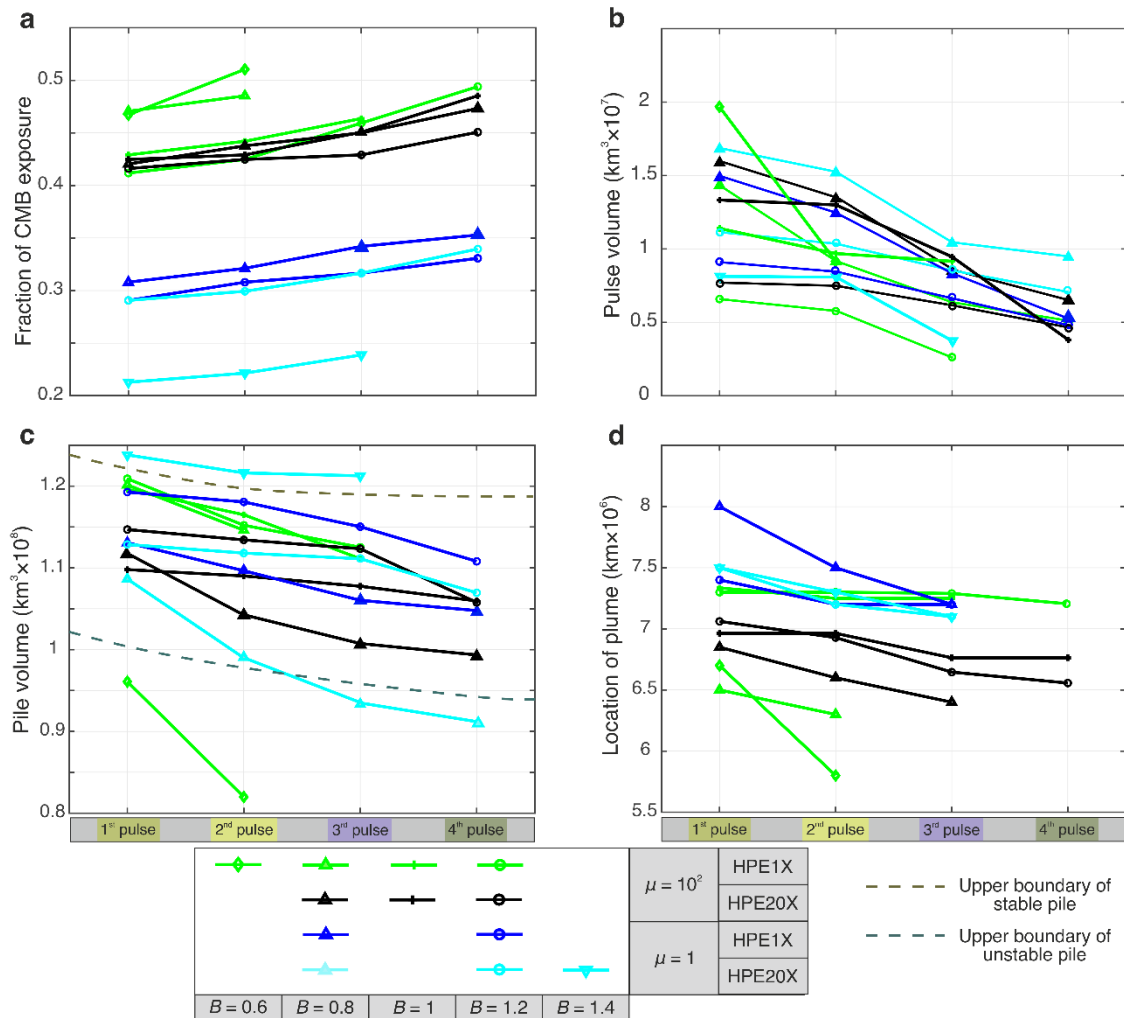 a
Fraction of CMB exposure
0.5
0.4
0.3
0.2
b
Pulse volume (km³×10⁷)
2
1.5
1
0.5
0
c
Pile volume (km³×10⁸)
1.2
1.1
1
0.9
0.8
1ˢᵗ pulse
2ⁿᵈ pulse
3ʳᵈ pulse
4ᵗʰ pulse
d
Location of plume (km×10⁶)
8
7.5
7
6.5
6
5.5
1ˢᵗ pulse
2ⁿᵈ pulse
3ʳᵈ pulse
4ᵗʰ pulse
μ = 10²
HPE1X
HPE20X
μ = 1
HPE1X
HPE20X
B = 0.6
B = 0.8
B = 1
B = 1.2
B = 1.4
Upper boundary of
stable pile
Upper boundary of
unstable pile